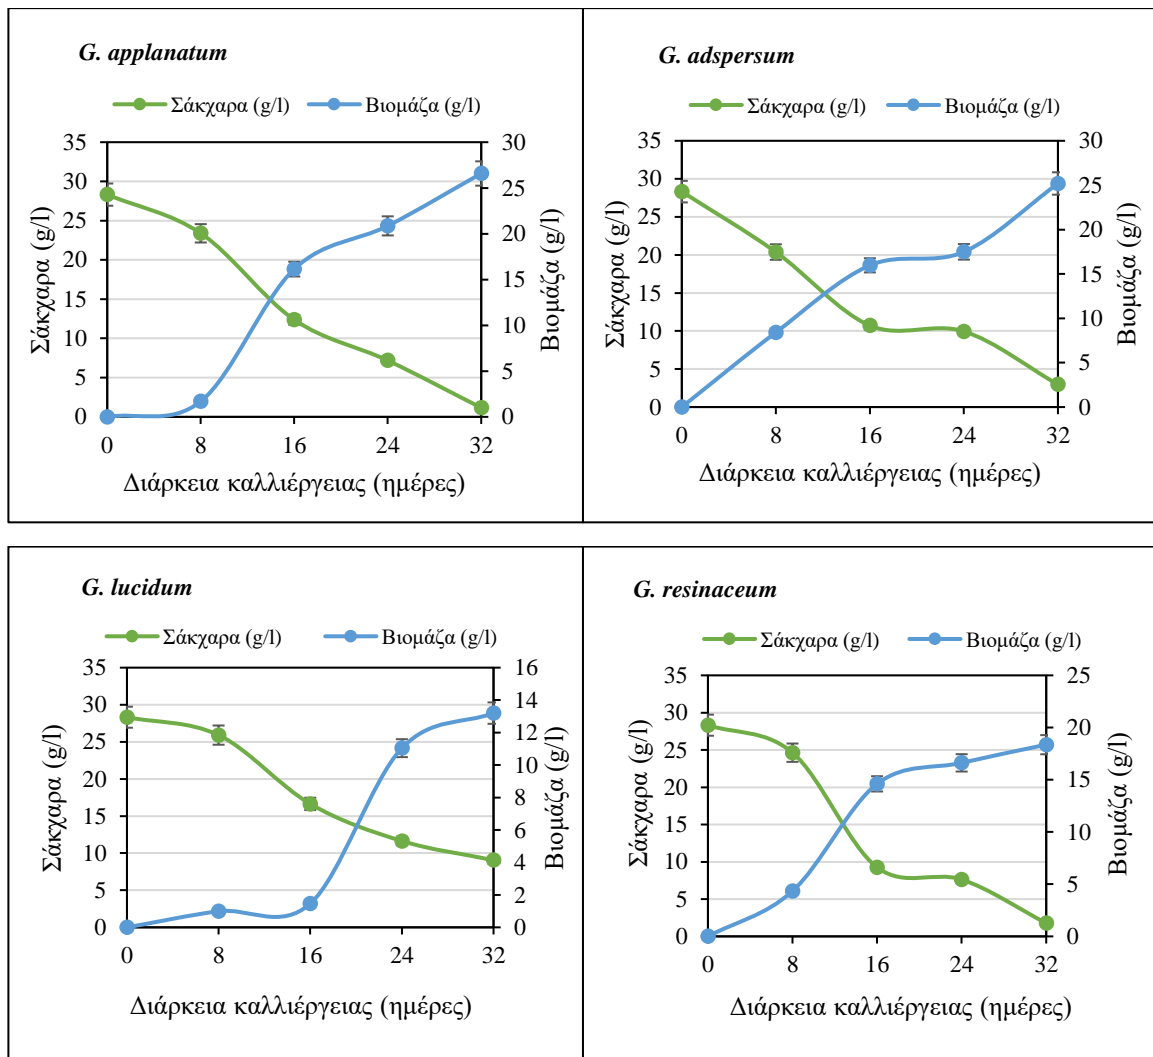 G. applanatum
Σάκχαρα (g/l) Βιομάζα (g/l)
35 30
30 25
25 20
20 15
15 10
10 5
5 0
0
Σάκχαρα (g/l)
Βιομάζα (g/l)
0 8 16 24 32
Διάρκεια καλλιέργειας (ημέρες)
G. adspersum
Σάκχαρα (g/l) Βιομάζα (g/l)
35 30
30 25
25 20
20 15
15 10
10 5
5 0
0
Σάκχαρα (g/l)
Βιομάζα (g/l)
0 8 16 24 32
Διάρκεια καλλιέργειας (ημέρες)
G. lucidum
Σάκχαρα (g/l) Βιομάζα (g/l)
35 16
30 14
25 12
20 10
15 8
10 6
5 4
0 2
0
Σάκχαρα (g/l)
Βιομάζα (g/l)
0 8 16 24 32
Διάρκεια καλλιέργειας (ημέρες)
G. resinaceum
Σάκχαρα (g/l) Βιομάζα (g/l)
35 25
30 20
25 15
20 10
15 5
10 0
5
0
Σάκχαρα (g/l)
Βιομάζα (g/l)
0 8 16 24 32
Διάρκεια καλλιέργειας (ημέρες)